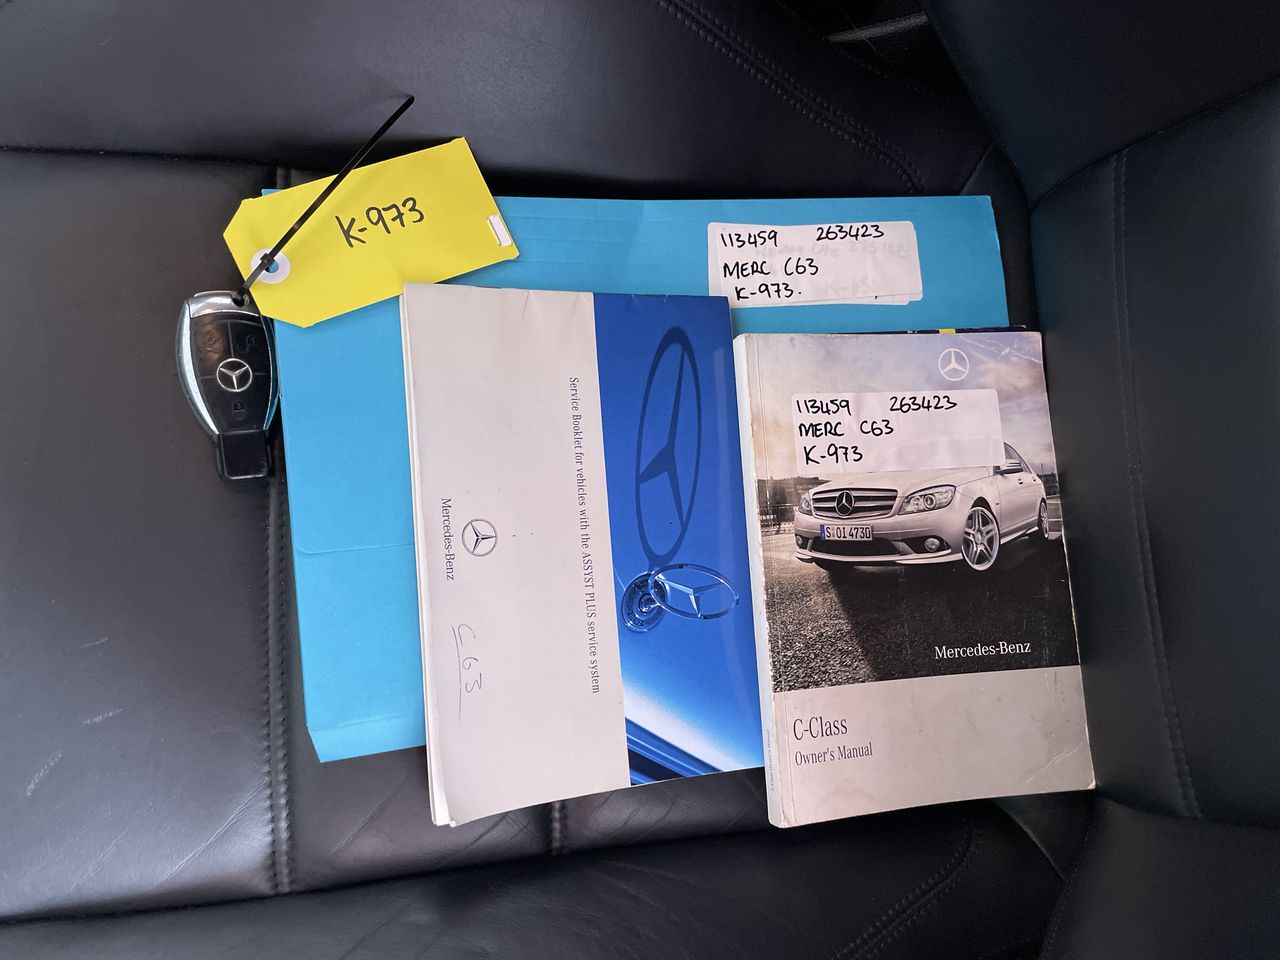 K-973
113459 263423
MERC C63
K-973.
Service Booklet for vehicles with the ASSYST PLUS service system
Mercedes-Benz
C63
113459 263423
MERC C63
K-973
S OI 4730
Mercedes-Benz
C-Class
Owner's Manual